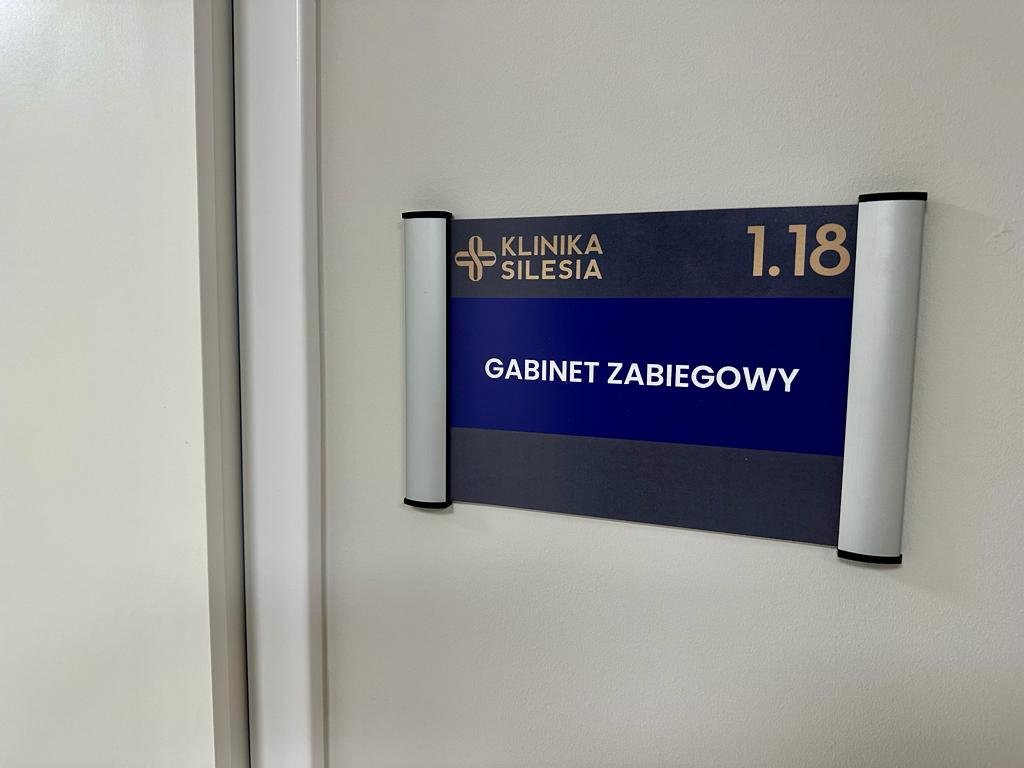 KLINIKA
SILESIA
1.18
GABINET ZABIEGOWY